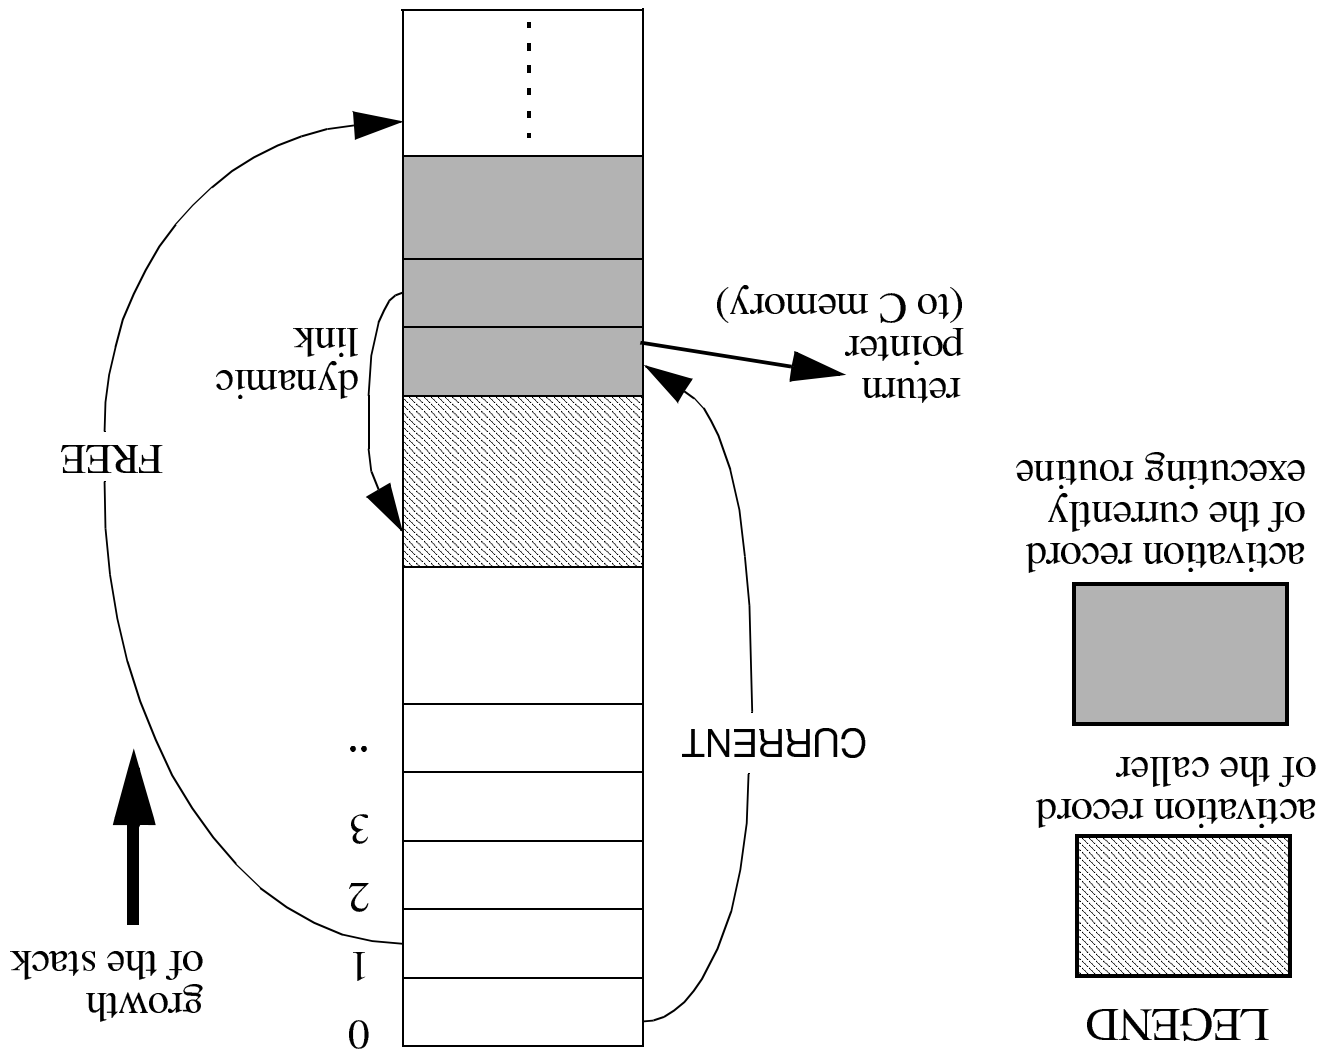 LEGEND
activation record
of the caller
activation record
of the currently
executing routine
0
1
2
3
..
growth
of the stack
CURRENT
FREE
return
pointer
(to C memory)
dynamic
link